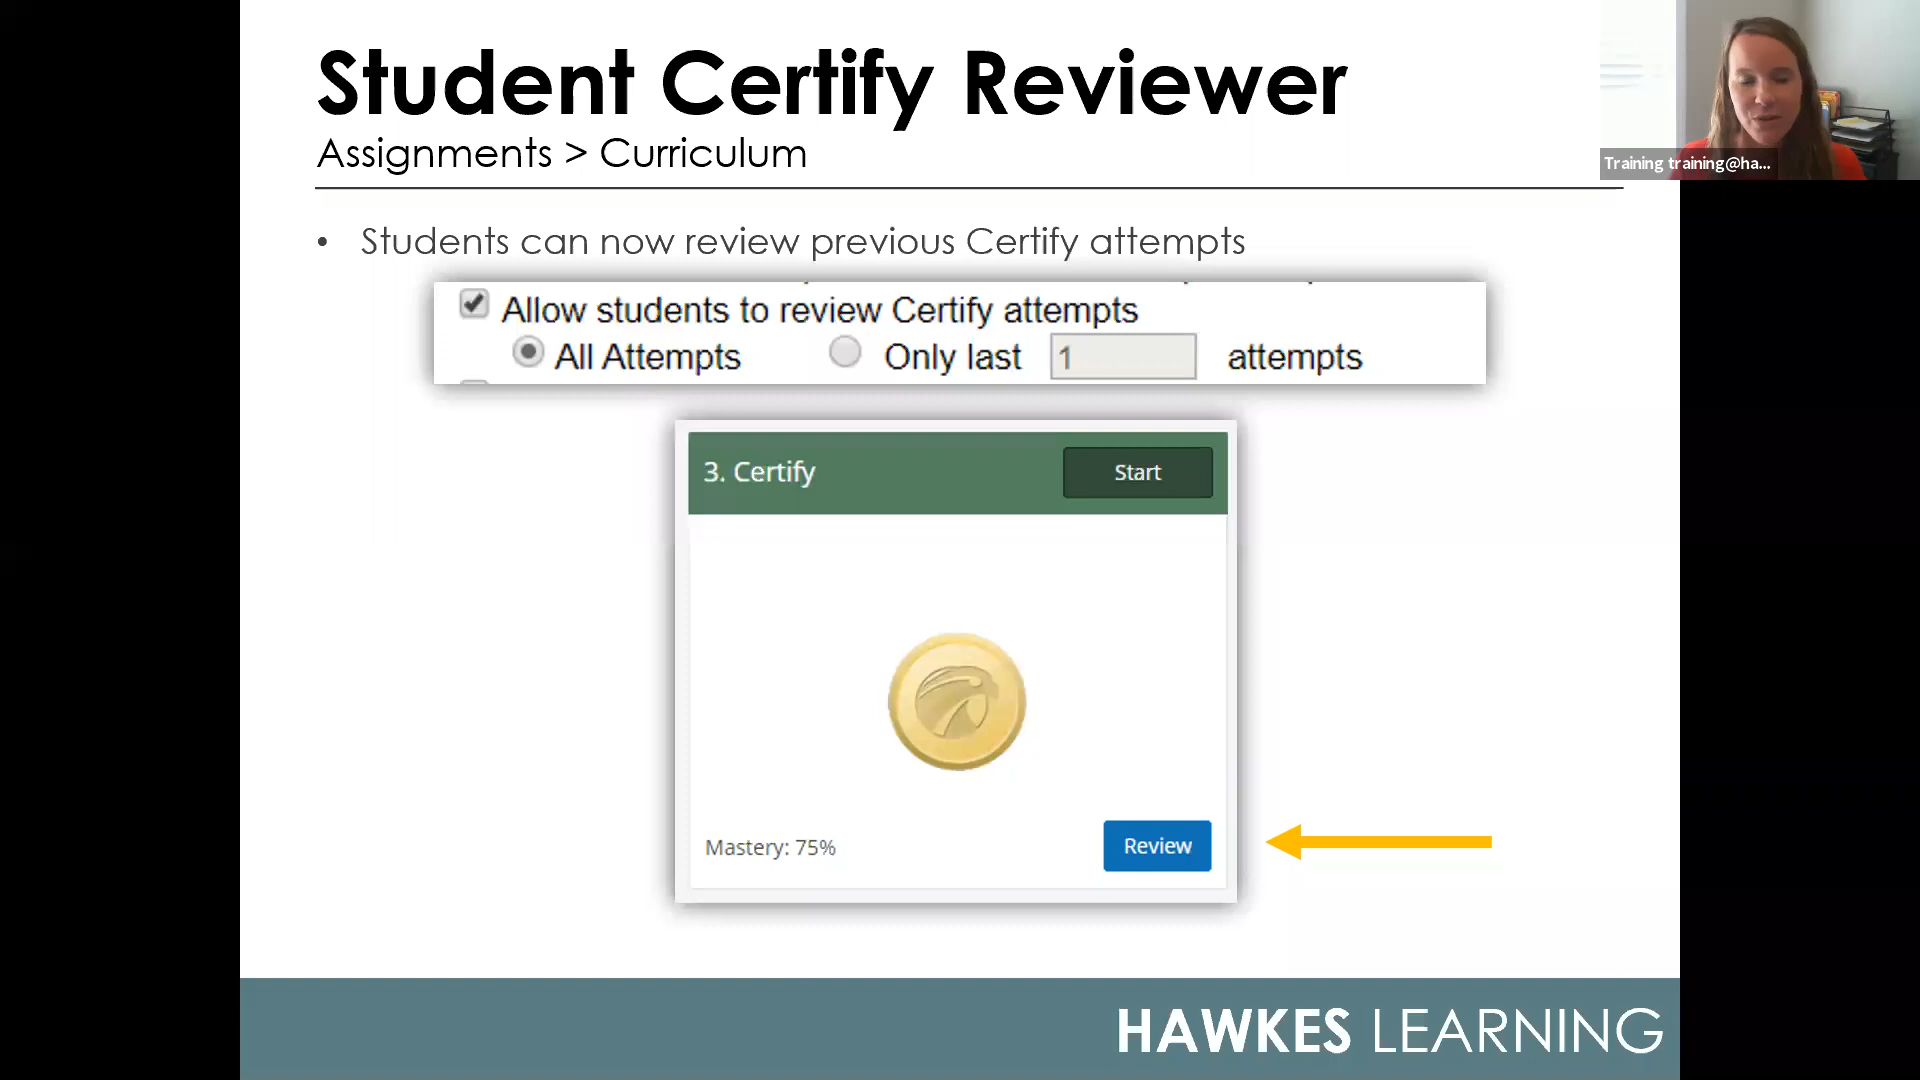 Student Certify Reviewer
Assignments > Curriculum
Training training@ha...
• Students can now review previous Certify attempts
Allow students to review Certify attempts
All Attempts Only last 1 attempts
3. Certify Start
Mastery: 75% Review
HAWKES LEARNING